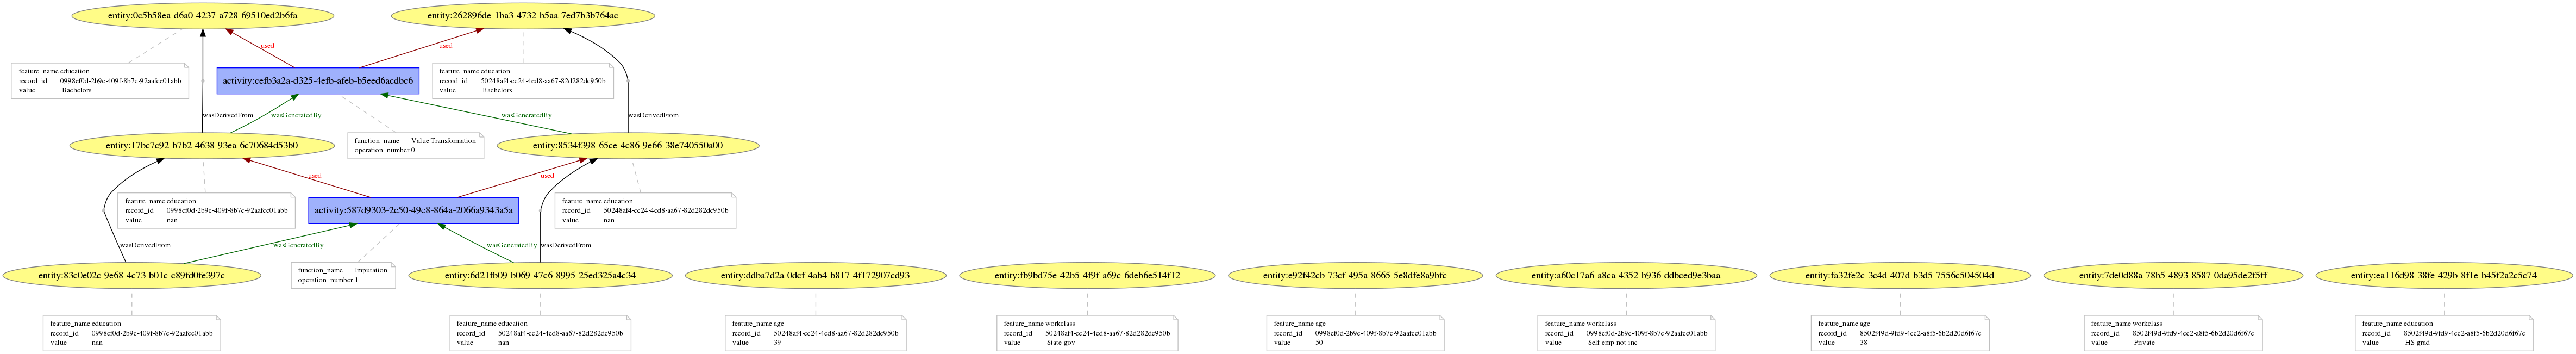 entity:0c5b58ea-d6a0-4237-a728-69510ed2b6fa
entity:262896de-1ba3-4732-b5aa-7ed7b3b764ac
used
used
feature_name education
record_id 0998ef0d-2b9c-409f-8b7c-92aafce01abb
value Bachelors
activity:cefb3a2a-d325-4efb-afeb-b5eed6acdbc6
feature_name education
record_id 50248af4-cc24-4ed8-aa67-82d282dc950b
value Bachelors
wasDerivedFrom
wasGeneratedBy
wasGeneratedBy
wasDerivedFrom
entity:17bc7c92-b7b2-4638-93ea-6c70684d53b0
function_name Value Transformation
operation_number 0
entity:8534f398-65ce-4c86-9e66-38e740550a00
used
used
feature_name education
record_id 0998ef0d-2b9c-409f-8b7c-92aafce01abb
value nan
activity:587d9303-2c50-49e8-864a-2066a9343a5a
feature_name education
record_id 50248af4-cc24-4ed8-aa67-82d282dc950b
value nan
wasDerivedFrom
wasGeneratedBy
wasGeneratedBy
wasDerivedFrom
entity:83c0e02c-9e68-4c73-b01c-c89fd0fe397c
function_name Imputation
operation_number 1
entity:6d21fb09-b069-47c6-8995-25ed325a4c34
entity:ddba7d2a-0dcf-4ab4-b817-4f172907cd93
entity:fb9bd75e-42b5-4f9f-a69c-6deb6e514f12
entity:e92f42cb-73cf-495a-8665-5e8dfe8a9bfc
entity:a60c17a6-a8ca-4352-b936-ddbced9e3baa
entity:fa32fe2c-3c4d-407d-b3d5-7556c504504d
entity:7de0d88a-78b5-4893-8587-0da95de2f5ff
entity:ea116d98-38fe-429b-8f1e-b45f2a2c5c74
feature_name education
record_id 0998ef0d-2b9c-409f-8b7c-92aafce01abb
value nan
feature_name education
record_id 50248af4-cc24-4ed8-aa67-82d282dc950b
value nan
feature_name age
record_id 50248af4-cc24-4ed8-aa67-82d282dc950b
value 39
feature_name workclass
record_id 50248af4-cc24-4ed8-aa67-82d282dc950b
value State-gov
feature_name age
record_id 0998ef0d-2b9c-409f-8b7c-92aafce01abb
value 50
feature_name workclass
record_id 0998ef0d-2b9c-409f-8b7c-92aafce01abb
value Self-emp-not-inc
feature_name age
record_id 8502f49d-9fd9-4cc2-a8f5-6b2d20d6f67c
value 38
feature_name workclass
record_id 8502f49d-9fd9-4cc2-a8f5-6b2d20d6f67c
value Private
feature_name education
record_id 8502f49d-9fd9-4cc2-a8f5-6b2d20d6f67c
value HS-grad